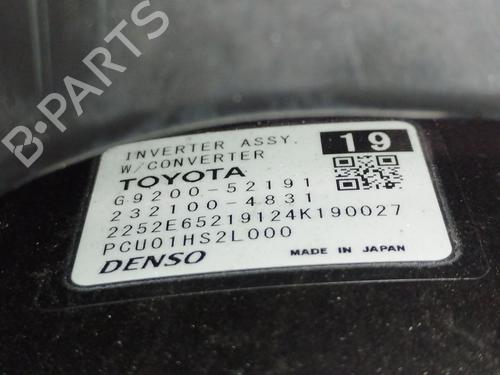 B-PARTS
INVERTER ASSY.
W/CONVERTER
19
TOYOTA
G9200-52191
232100-4831
2252E65219124K190027
PCU01HS2L000
DENSO
MADE IN JAPAN